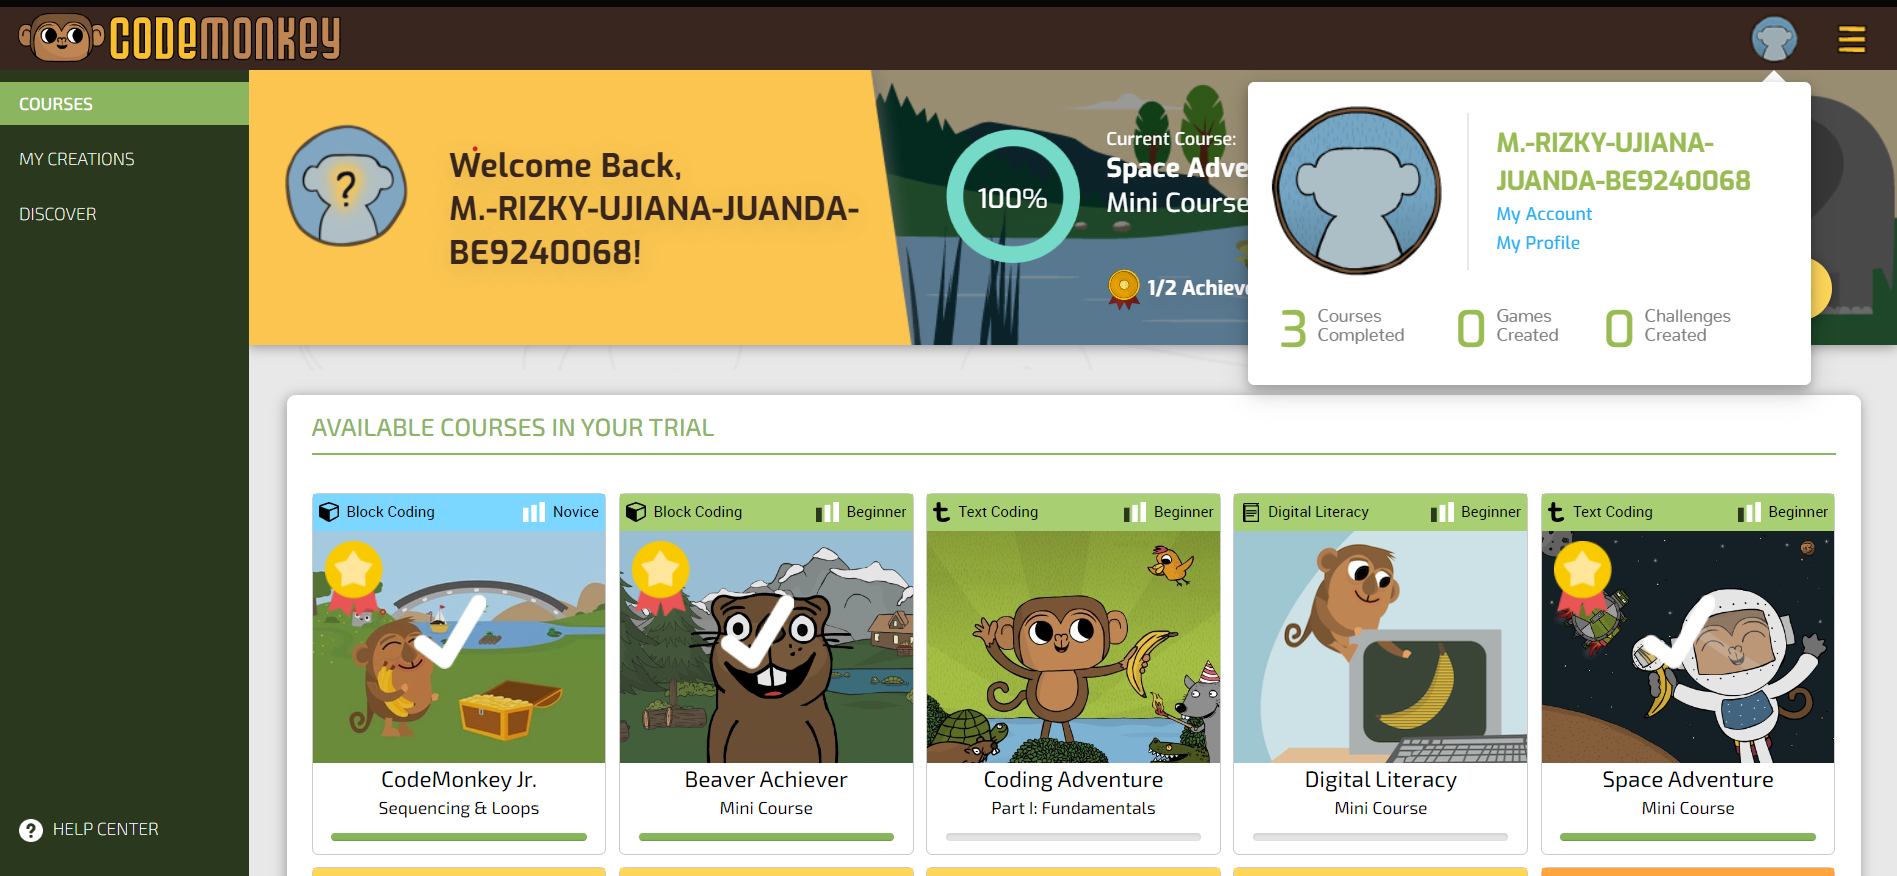 CODEMONKEY
COURSES
MY CREATIONS
DISCOVER
HELP CENTER
?
Welcome Back,
M.-RIZKY-UJIANA-JUANDA-
BE9240068!
100%
Current Course:
Space Adve
Mini Course
1/2 Achieve
M.-RIZKY-UJIANA-
JUANDA-BE9240068
My Account
My Profile
3 Courses Completed
0 Games Created
0 Challenges Created
AVAILABLE COURSES IN YOUR TRIAL
Block Coding Novice
CodeMonkey Jr.
Sequencing & Loops
Block Coding Beginner
Beaver Achiever
Mini Course
Text Coding Beginner
Coding Adventure
Part I: Fundamentals
Digital Literacy Beginner
Digital Literacy
Mini Course
Text Coding Beginner
Space Adventure
Mini Course